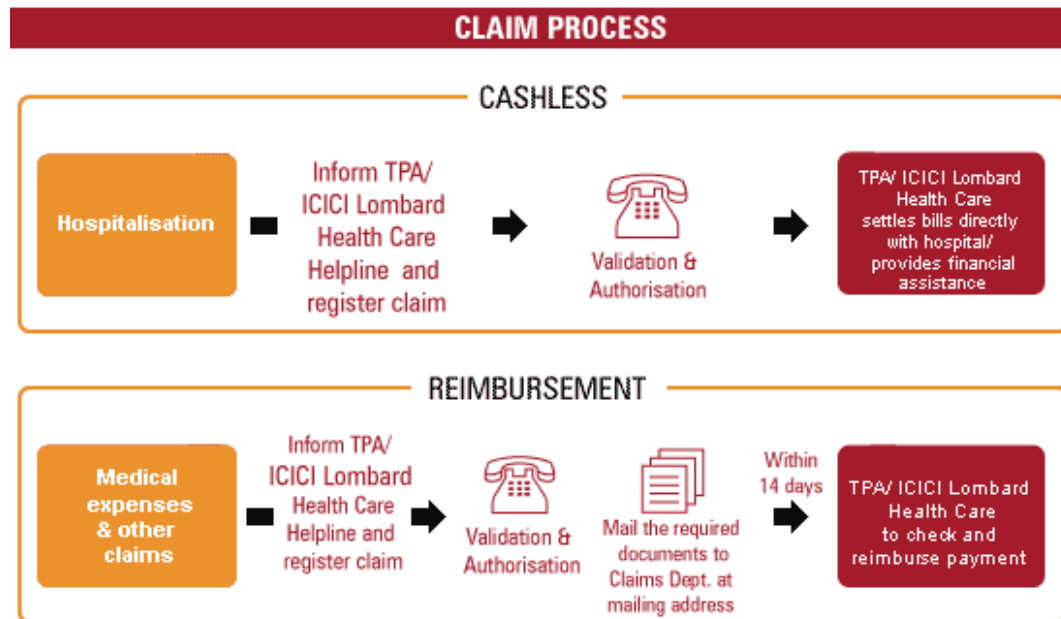 CLAIM PROCESS
CASHLESS
Hospitalisation
Inform TPA/
ICICI Lombard
Health Care
Helpline and
register claim
Validation &
Authorisation
TPA/ ICICI Lombard
Health Care
settles bills directly
with hospital/
provides financial
assistance
REIMBURSEMENT
Medical
expenses
& other
claims
Inform TPA/
ICICI Lombard
Health Care
Helpline and
register claim
Validation &
Authorisation
Mail the required
documents to
Claims Dept. at
mailing address
Within
14 days
TPA/ ICICI Lombard
Health Care
to check and
reimburse payment